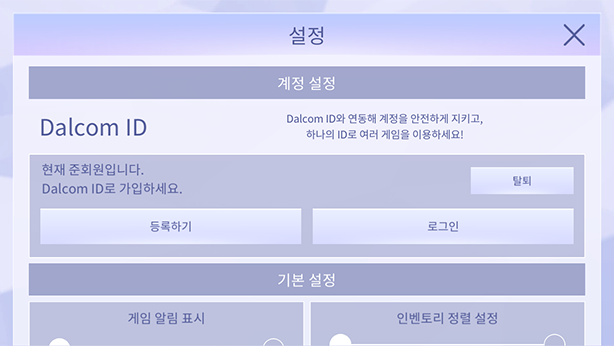 설정
계정 설정
Dalcom ID
Dalcom ID와 연동해 계정을 안전하게 지키고,
하나의 ID로 여러 게임을 이용하세요!
현재 준회원입니다.
Dalcom ID로 가입하세요.
탈퇴
등록하기
로그인
기본 설정
게임 알림 표시
인벤토리 정렬 설정